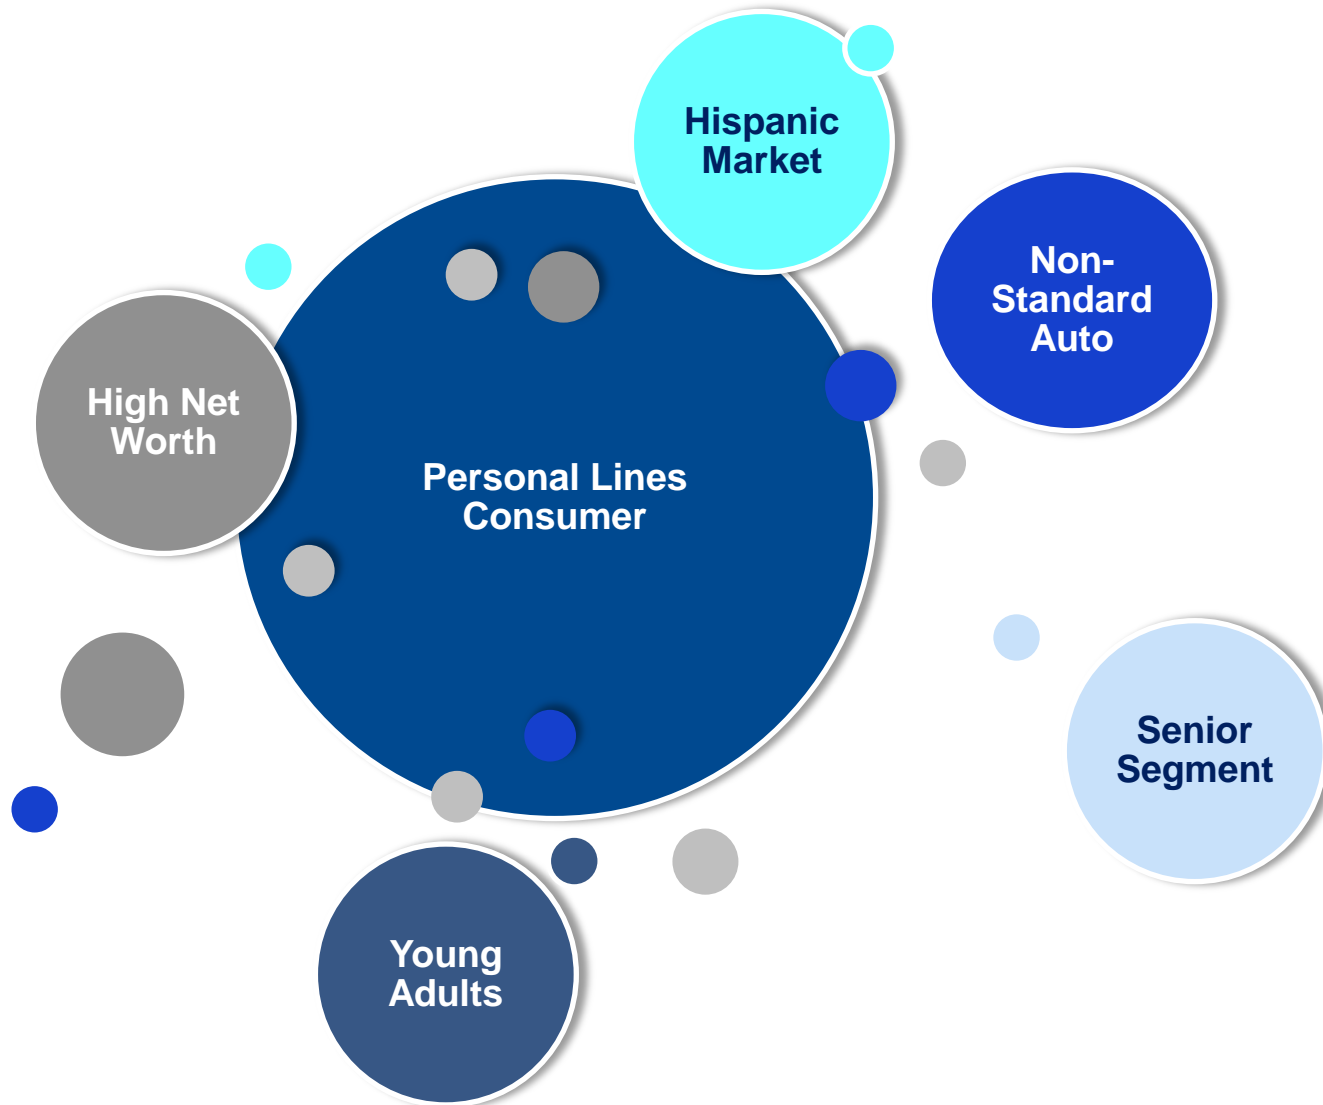 Hispanic
Market
Non-
Standard
Auto
High Net
Worth
Personal Lines
Consumer
Senior
Segment
Young
Adults